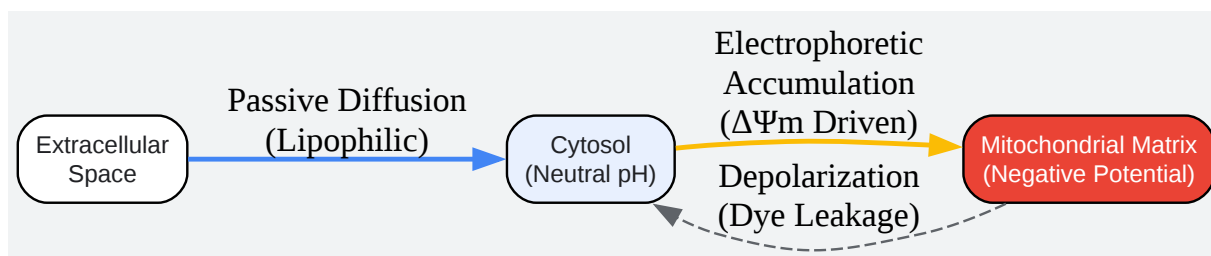 Extracellular
Space
Passive Diffusion
(Lipophilic)
Cytosol
(Neutral pH)
Electrophoretic
Accumulation
(ΔΨm Driven)
Depolarization
(Dye Leakage)
Mitochondrial Matrix
(Negative Potential)